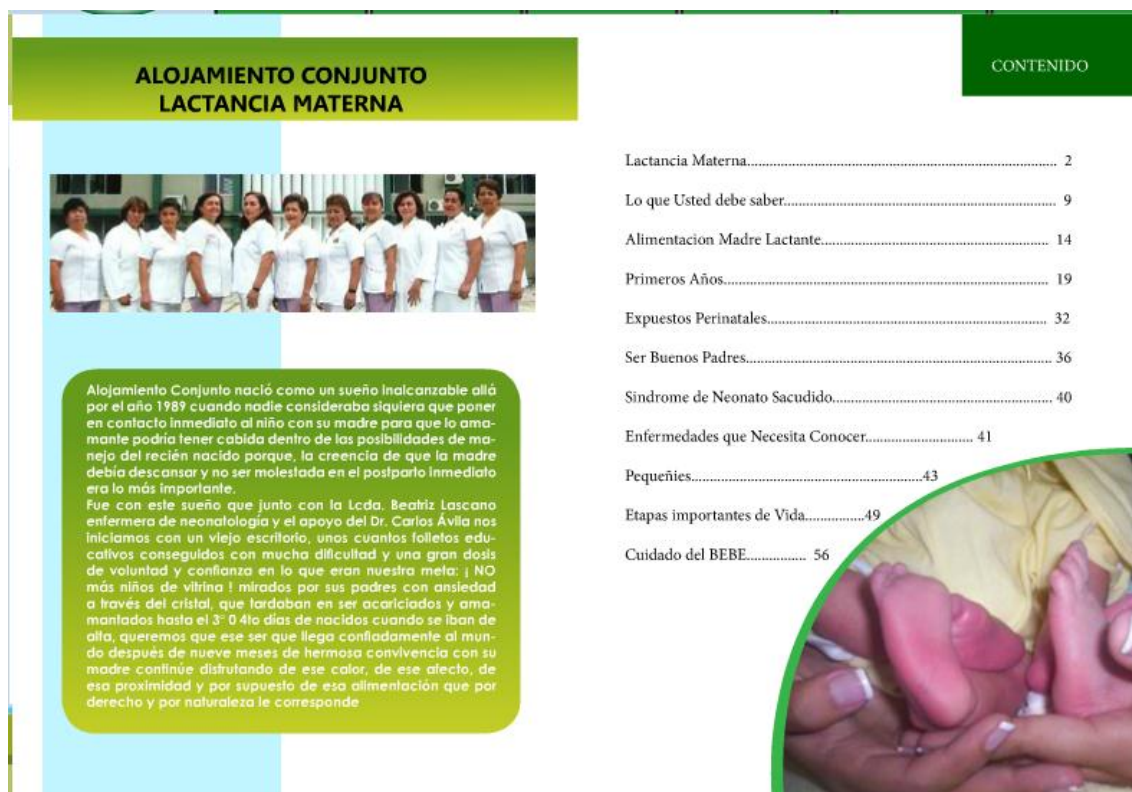 ALOJAMIENTO CONJUNTO
LACTANCIA MATERNA
Alojamiento Conjunto nació como un sueño inalcanzable allá
por el año 1989 cuando nadie consideraba siquiera que poner
en contacto inmediato al niño con su madre para que lo ama-
mante podría tener cabida dentro de las posibilidades de ma-
nejo del recién nacido porque, la creencia de que la madre
debía descansar y no ser molestada en el postparto inmediato
era lo más importante.
Fue con este sueño que junto con la Lcda. Beatriz Lascano
enfermera de neonatología y el apoyo del Dr. Carlos Ávila nos
iniciamos con un viejo escritorio, unos cuantos folletos edu-
cativos conseguidos con mucha dificultad y una gran dosis
de voluntad y confianza en lo que eran nuestra meta: ¡ NO
más niños de vitrina ! mirados por sus padres con ansiedad
a través del cristal, que tardaban en ser acariciados y ama-
mantados hasta el 3° 0 4to días de nacidos cuando se iban de
alta, queremos que ese ser que llega confiadamente al mun-
do después de nueve meses de hermosa convivencia con su
madre continúe disfrutando de ese calor, de ese afecto, de
esa proximidad y por supuesto de esa alimentación que por
derecho y por naturaleza le corresponde
CONTENIDO
Lactancia Materna.................................................. 2
Lo que Usted debe saber.................................................. 9
Alimentacion Madre Lactante.................................................. 14
Primeros Años.................................................. 19
Expuestos Perinatales.................................................. 32
Ser Buenos Padres.................................................. 36
Sindrome de Neonato Sacudido.................................................. 40
Enfermedades que Necesita Conocer............................ 41
Pequeñies.................................................43
Etapas importantes de Vida................49
Cuidado del BEBE................ 56